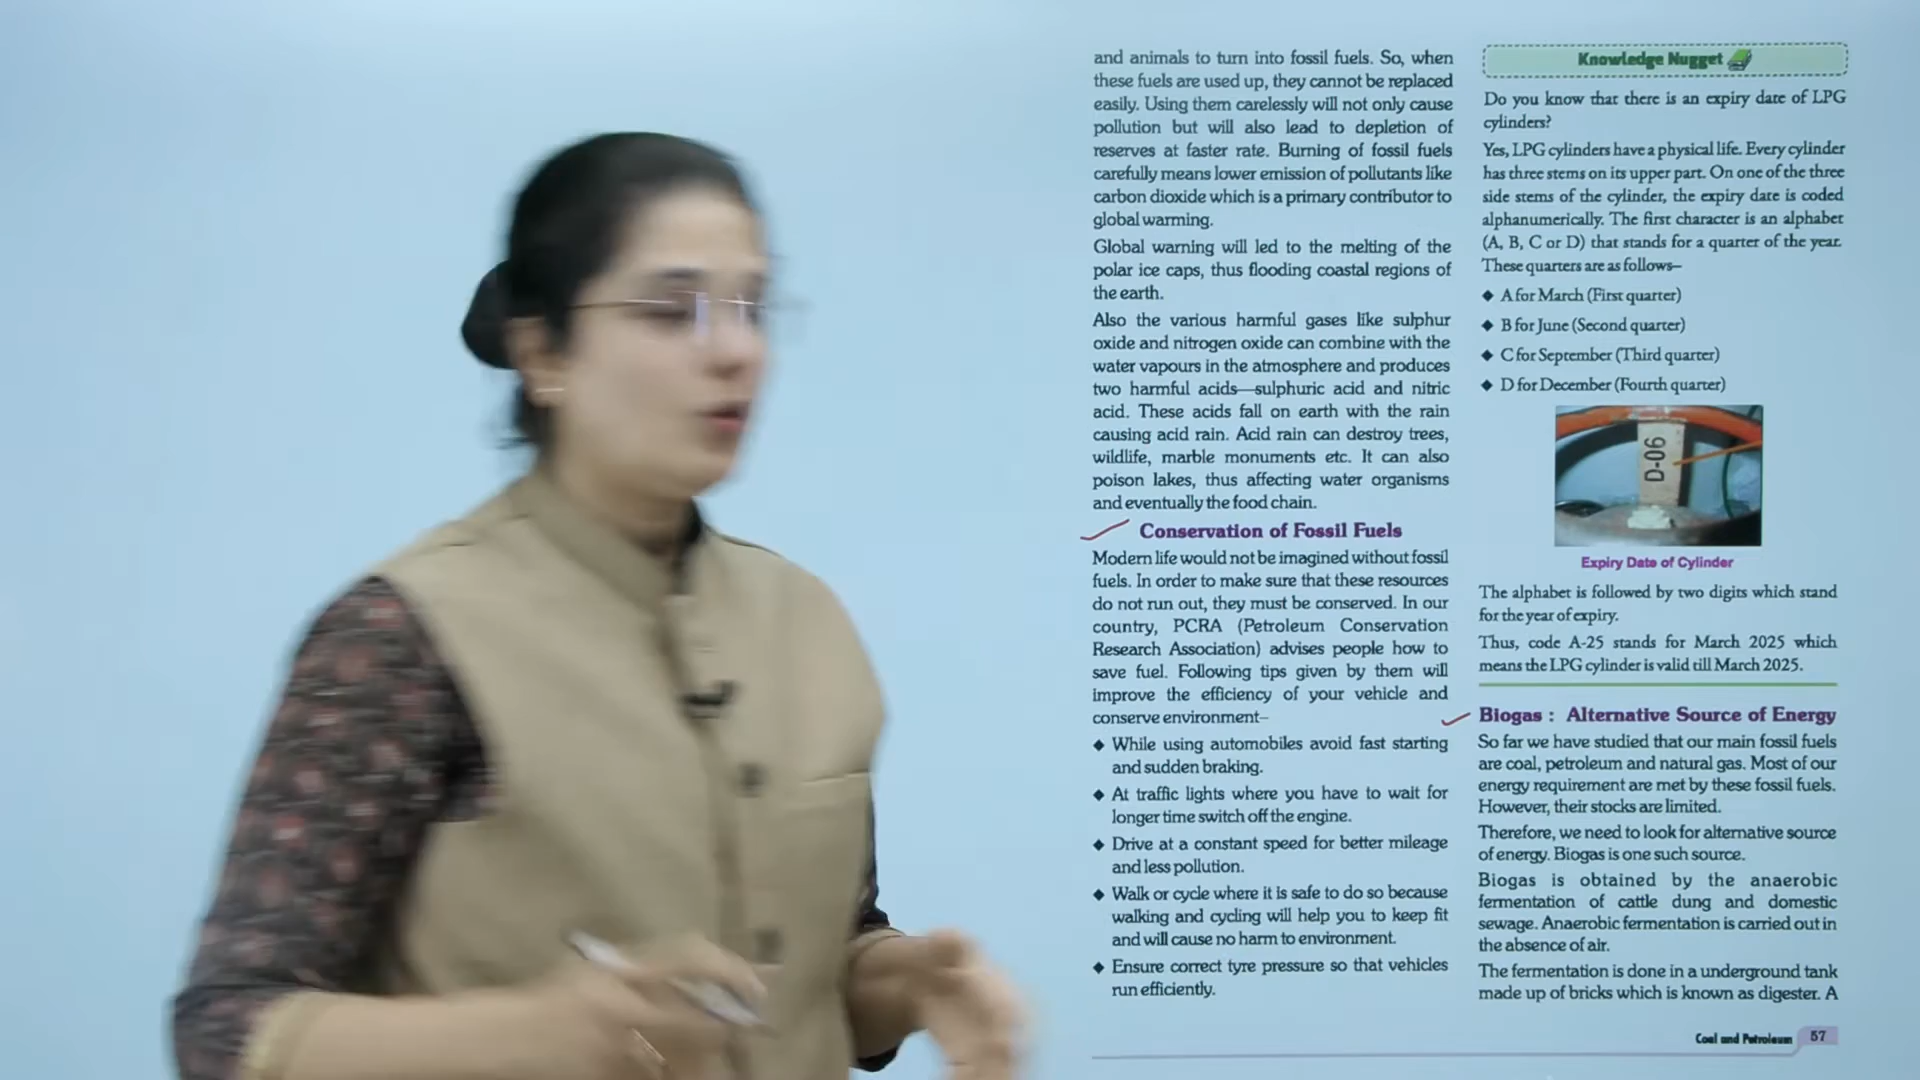 and animals to turn into fossil fuels. So, when
these fuels are used up, they cannot be replaced
easily. Using them carelessly will not only cause
pollution but will also lead to depletion of
reserves at faster rate. Burning of fossil fuels
carefully means lower emission of pollutants like
carbon dioxide which is a primary contributor to
global warming.
Global warning will led to the melting of the
polar ice caps, thus flooding coastal regions of
the earth.
Also the various harmful gases like sulphur
oxide and nitrogen oxide can combine with the
water vapours in the atmosphere and produces
two harmful acids—sulphuric acid and nitric
acid. These acids fall on earth with the rain
causing acid rain. Acid rain can destroy trees,
wildlife, marble monuments etc. It can also
poison lakes, thus affecting water organisms
and eventually the food chain.
Conservation of Fossil Fuels
Modern life would not be imagined without fossil
fuels. In order to make sure that these resources
do not run out, they must be conserved. In our
country, PCRA (Petroleum Conservation
Research Association) advises people how to
save fuel. Following tips given by them will
improve the efficiency of your vehicle and
conserve environment–
◆ While using automobiles avoid fast starting
and sudden braking.
◆ At traffic lights where you have to wait for
longer time switch off the engine.
◆ Drive at a constant speed for better mileage
and less pollution.
◆ Walk or cycle where it is safe to do so because
walking and cycling will help you to keep fit
and will cause no harm to environment.
◆ Ensure correct tyre pressure so that vehicles
run efficiently.
Knowledge Nugget
Do you know that there is an expiry date of LPG
cylinders?
Yes, LPG cylinders have a physical life. Every cylinder
has three stems on its upper part. On one of the three
side stems of the cylinder, the expiry date is coded
alphanumerically. The first character is an alphabet
(A, B, C or D) that stands for a quarter of the year.
These quarters are as follows–
◆ A for March (First quarter)
◆ B for June (Second quarter)
◆ C for September (Third quarter)
◆ D for December (Fourth quarter)
D-06
Expiry Date of Cylinder
The alphabet is followed by two digits which stand
for the year of expiry.
Thus, code A-25 stands for March 2025 which
means the LPG cylinder is valid till March 2025.
Biogas : Alternative Source of Energy
So far we have studied that our main fossil fuels
are coal, petroleum and natural gas. Most of our
energy requirement are met by these fossil fuels.
However, their stocks are limited.
Therefore, we need to look for alternative source
of energy. Biogas is one such source.
Biogas is obtained by the anaerobic
fermentation of cattle dung and domestic
sewage. Anaerobic fermentation is carried out in
the absence of air.
The fermentation is done in a underground tank
made up of bricks which is known as digester. A
Coal and Petroleum 57